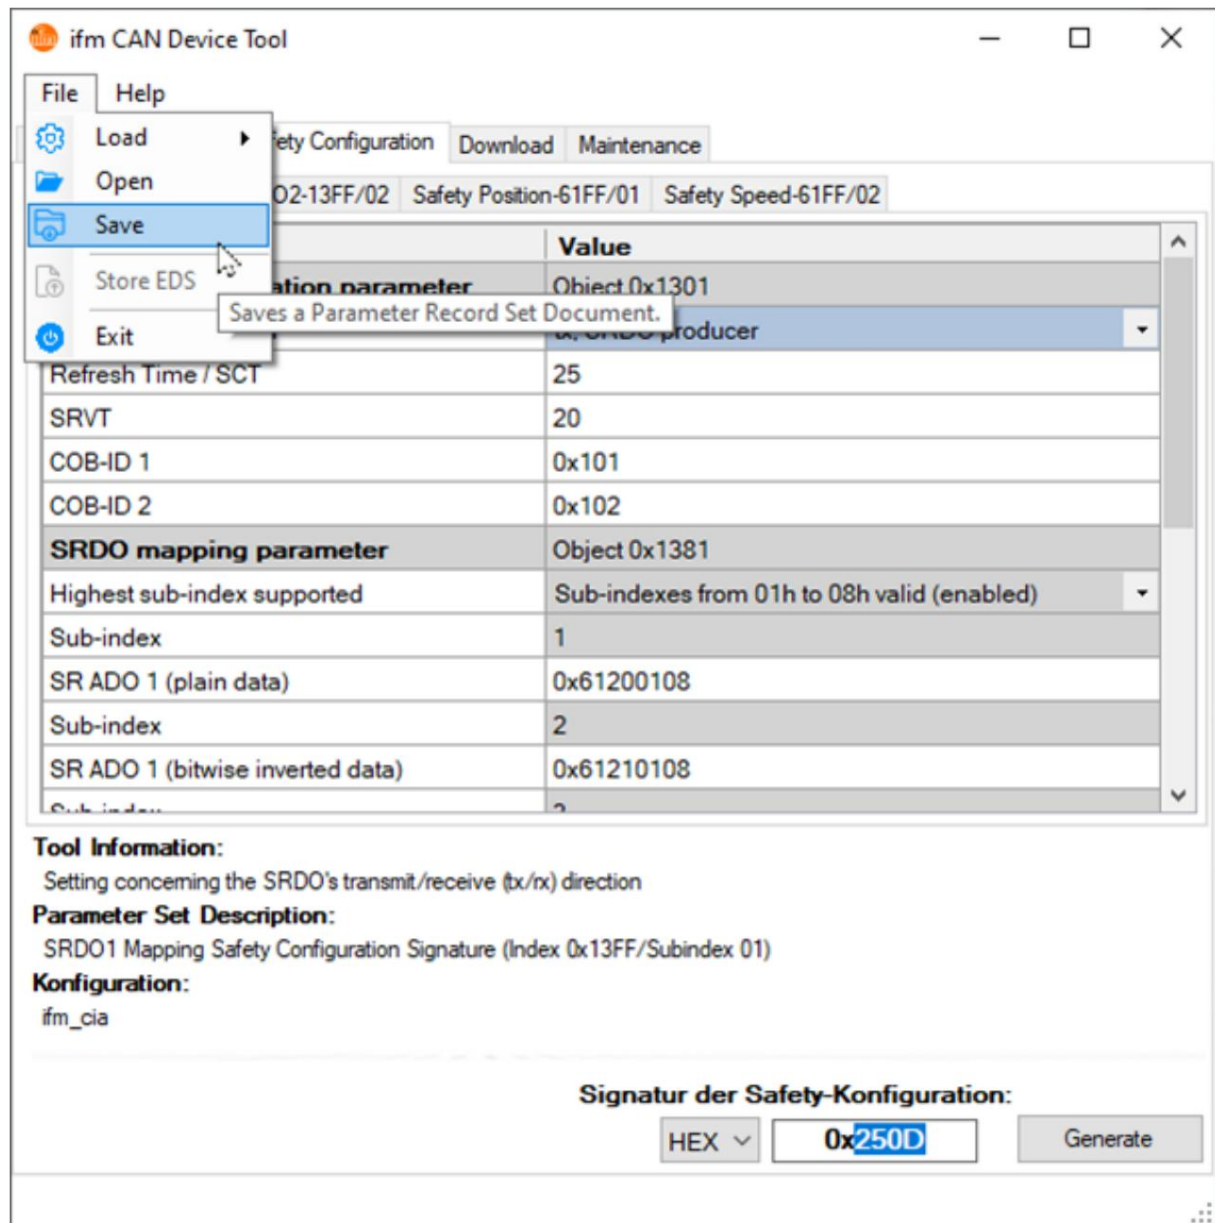 ifm CAN Device Tool
File Help
Load
Open
Save
Store EDS
Exit
Saves a Parameter Record Set Document.
Configuration Download Maintenance
O2-13FF/02 Safety Position-61FF/01 Safety Speed-61FF/02
Value
parameter Object 0x1301
producer
Refresh Time / SCT 25
SRVT 20
COB-ID 1 0x101
COB-ID 2 0x102
SRDO mapping parameter Object 0x1381
Highest sub-index supported Sub-indexes from 01h to 08h valid (enabled)
Sub-index 1
SR ADO 1 (plain data) 0x61200108
Sub-index 2
SR ADO 1 (bitwise inverted data) 0x61210108
Tool Information:
Setting concerning the SRDO's transmit/receive (tx/rx) direction
Parameter Set Description:
SRDO1 Mapping Safety Configuration Signature (Index 0x13FF/Subindex 01)
Konfiguration:
ifm_cia
Signatur der Safety-Konfiguration:
HEX 0x250D Generate